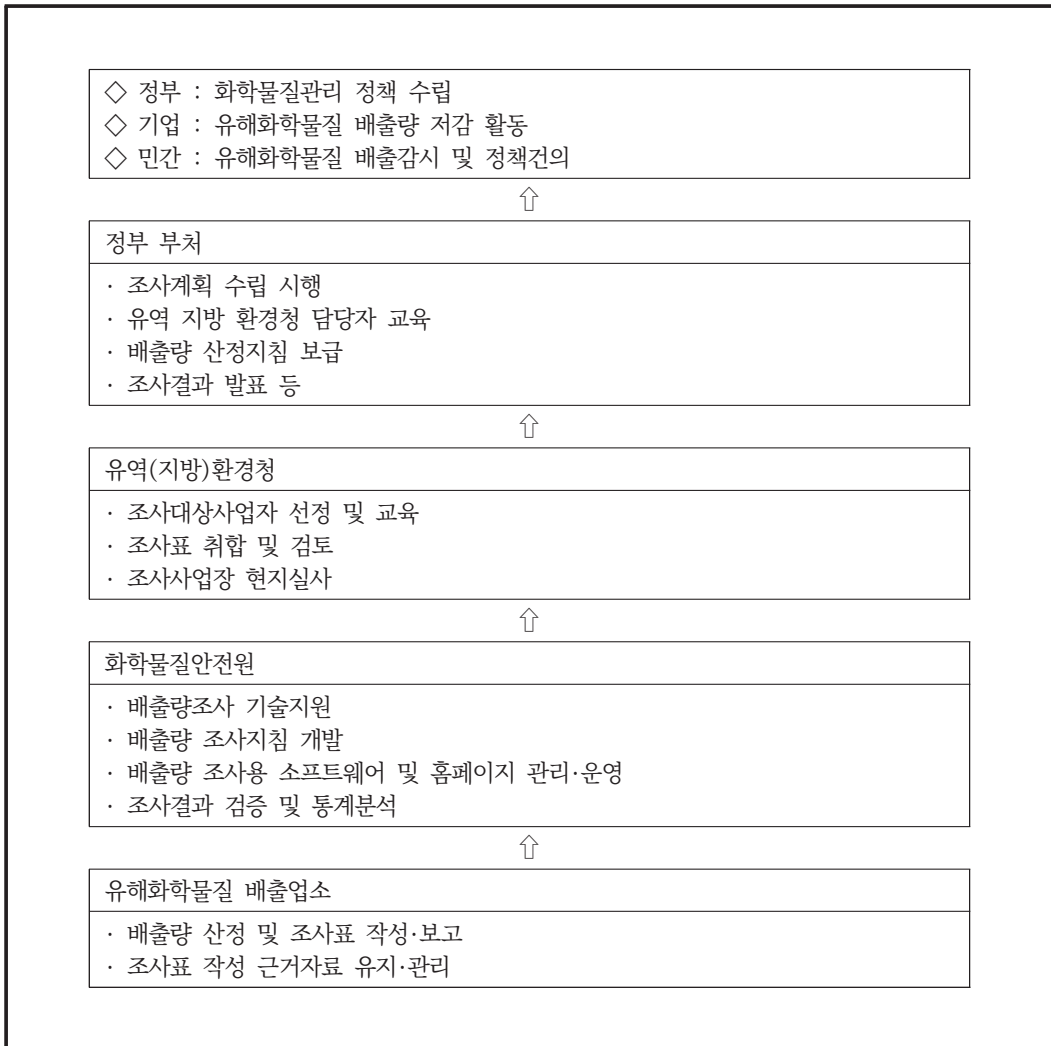 ◇ 정부 : 화학물질관리 정책 수립
◇ 기업 : 유해화학물질 배출량 저감 활동
◇ 민간 : 유해화학물질 배출감시 및 정책건의
⇧
정부 부처
· 조사계획 수립 시행
· 유역 지방 환경청 담당자 교육
· 배출량 산정지침 보급
· 조사결과 발표 등
⇧
유역(지방)환경청
· 조사대상사업자 선정 및 교육
· 조사표 취합 및 검토
· 조사사업장 현지실사
⇧
화학물질안전원
· 배출량조사 기술지원
· 배출량 조사지침 개발
· 배출량 조사용 소프트웨어 및 홈페이지 관리·운영
· 조사결과 검증 및 통계분석
⇧
유해화학물질 배출업소
· 배출량 산정 및 조사표 작성·보고
· 조사표 작성 근거자료 유지·관리